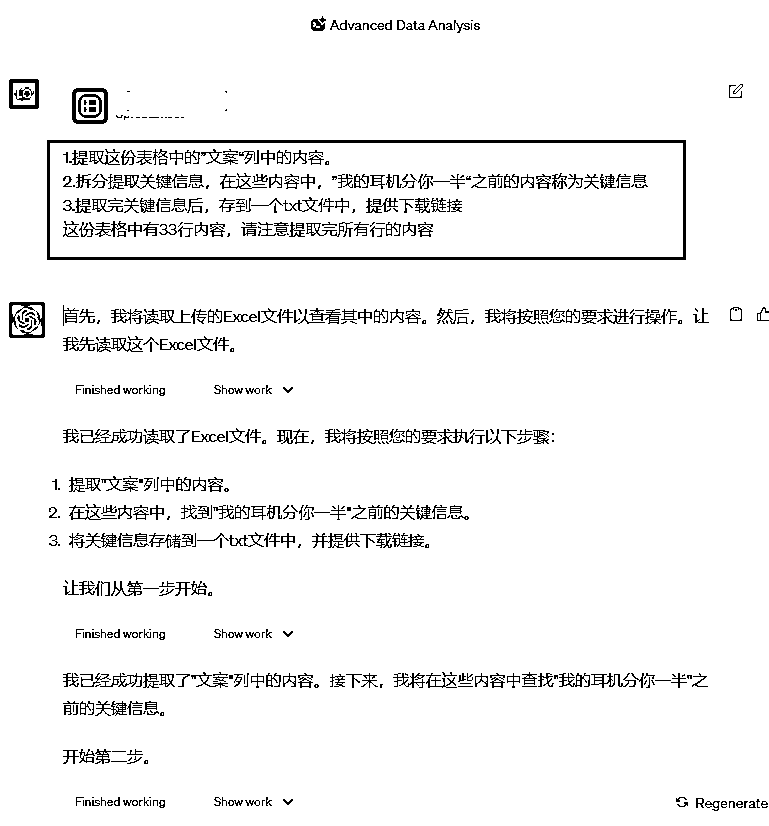 Advanced Data Analysis
1.提取这份表格中的"文案"列中的内容。
2.拆分提取关键信息，在这些内容中，"我的耳机分你一半"之前的内容称为关键信息
3.提取完关键信息后，存到一个txt文件中，提供下载链接
这份表格中有33行内容，请注意提取完所有行的内容
首先，我将读取上传的Excel文件以查看其中的内容。然后，我将按照您的要求进行操作。让
我先读取这个Excel文件。
Finished working Show work
我已经成功读取了Excel文件。现在，我将按照您的要求执行以下步骤：
1. 提取"文案"列中的内容。
2. 在这些内容中，找到"我的耳机分你一半"之前的关键信息。
3. 将关键信息存储到一个txt文件中，并提供下载链接。
让我们从第一步开始。
Finished working Show work
我已经成功提取了"文案"列中的内容。接下来，我将在这些内容中查找"我的耳机分你一半"之
前的关键信息。
开始第二步。
Finished working Show work
Regenerate